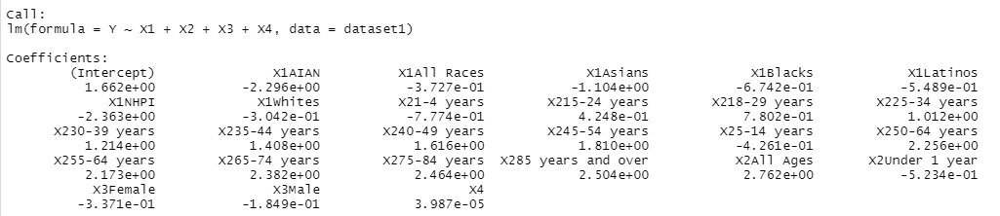 Call:
lm(formula = Y ~ X1 + X2 + X3 + X4, data = dataset1)
Coefficients:
(Intercept) X1AIAN X1All Races X1Asians X1Blacks X1Latinos
1.662e+00 -2.296e+00 -3.727e-01 -1.104e+00 -6.742e-01 -5.489e-01
X1NHPI X1Whites X21-4 years X215-24 years X218-29 years X225-34 years
-2.363e+00 -3.042e-01 -7.774e-01 4.248e-01 7.802e-01 1.012e+00
X230-39 years X235-44 years X240-49 years X245-54 years X25-14 years X250-64 years
1.214e+00 1.408e+00 1.616e+00 1.810e+00 -4.261e-01 2.256e+00
X255-64 years X265-74 years X275-84 years X285 years and over X2All Ages X2Under 1 year
2.173e+00 2.382e+00 2.464e+00 2.504e+00 2.762e+00 -5.234e-01
X3Female X3Male X4
-3.371e-01 -1.849e-01 3.987e-05